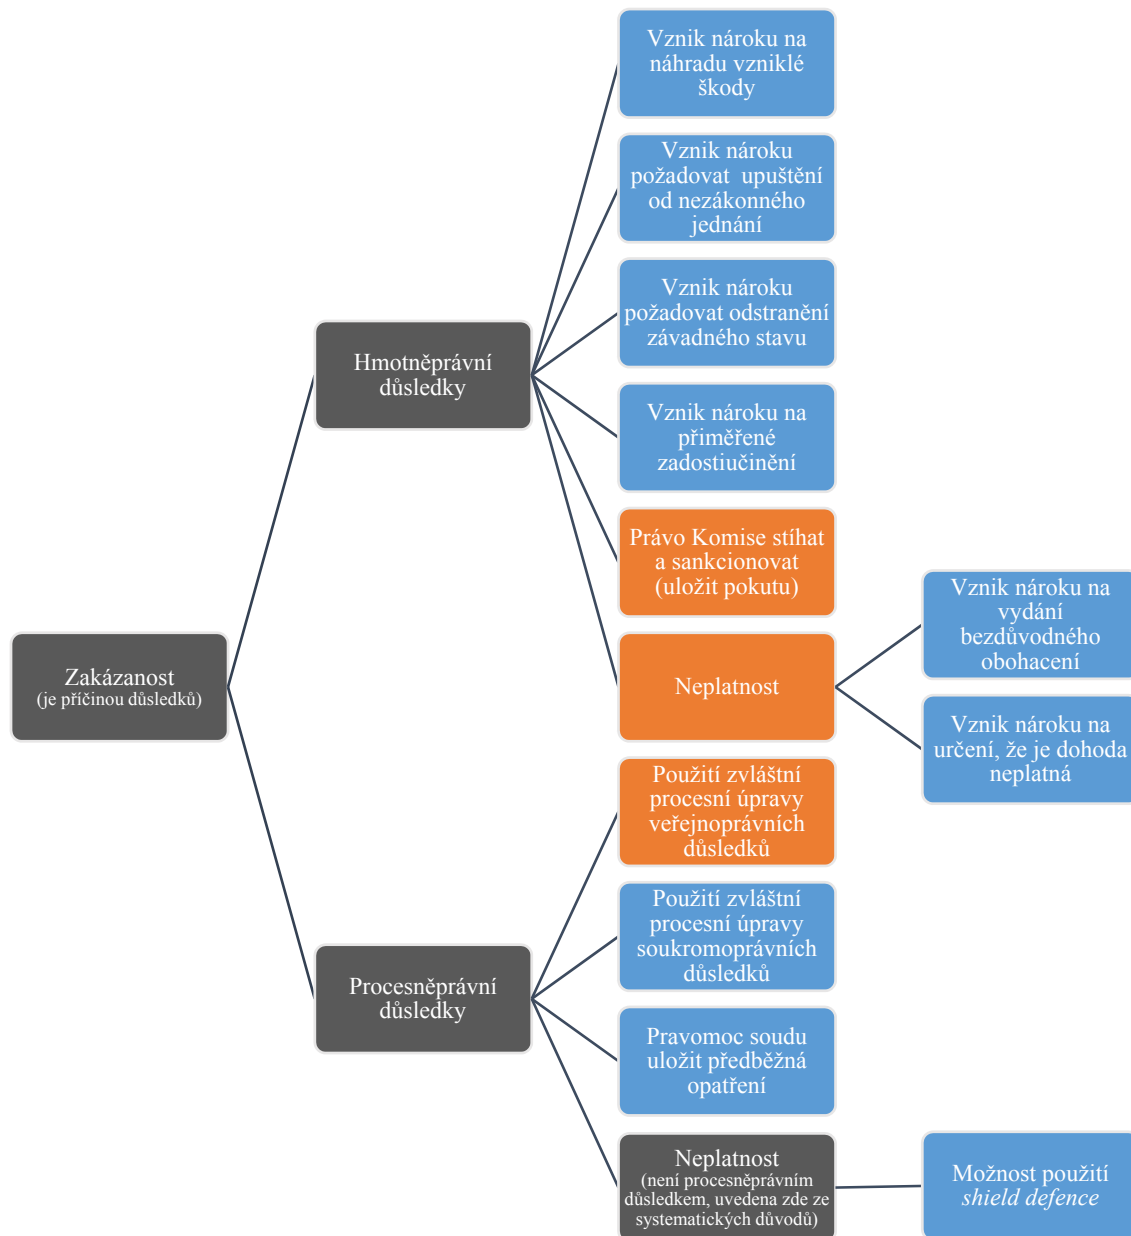 Zakázanost
(je příčinou důsledků)
Hmotněprávní
důsledky
Vznik nároku na
náhradu vzniklé
škody
Vznik nároku
požadovat  upuštění
od nezákonného
jednání
Vznik nároku
požadovat odstranění
závadného stavu
Vznik nároku na
přiměřené
zadostiučinění
Právo Komise stíhat
a sankcionovat
(uložit pokutu)
Neplatnost
Vznik nároku na
vydání
bezdůvodného
obohacení
Vznik nároku na
určení, že je dohoda
neplatná
Procesněprávní
důsledky
Použití zvláštní
procesní úpravy
veřejnoprávních
důsledků
Použití zvláštní
procesní úpravy
soukromoprávních
důsledků
Pravomoc soudu
uložit předběžná
opatření
Neplatnost
(není procesněprávním
důsledkem, uvedena zde ze
systematických důvodů)
Možnost použití
shield defence